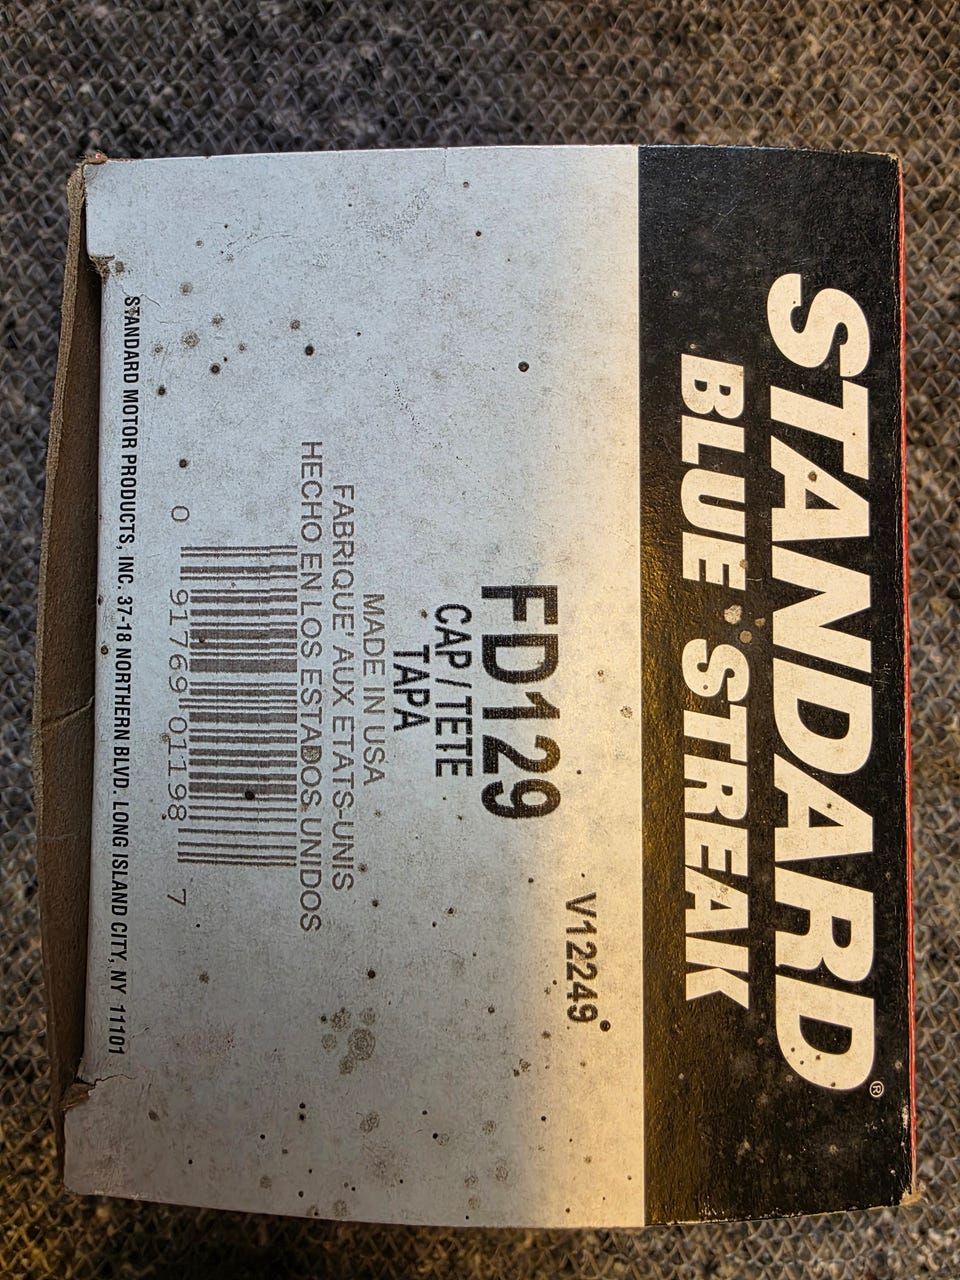 STANDARD®
BLUE STREAK
V12249
FD129
CAP / TETE
TAPA
MADE IN USA
FABRIQUE' AUX ETATS-UNIS
HECHO EN LOS ESTADOS UNIDOS
0 91769 01198 7
STANDARD MOTOR PRODUCTS, INC. 37-18 NORTHERN BLVD. LONG ISLAND CITY, NY 11101